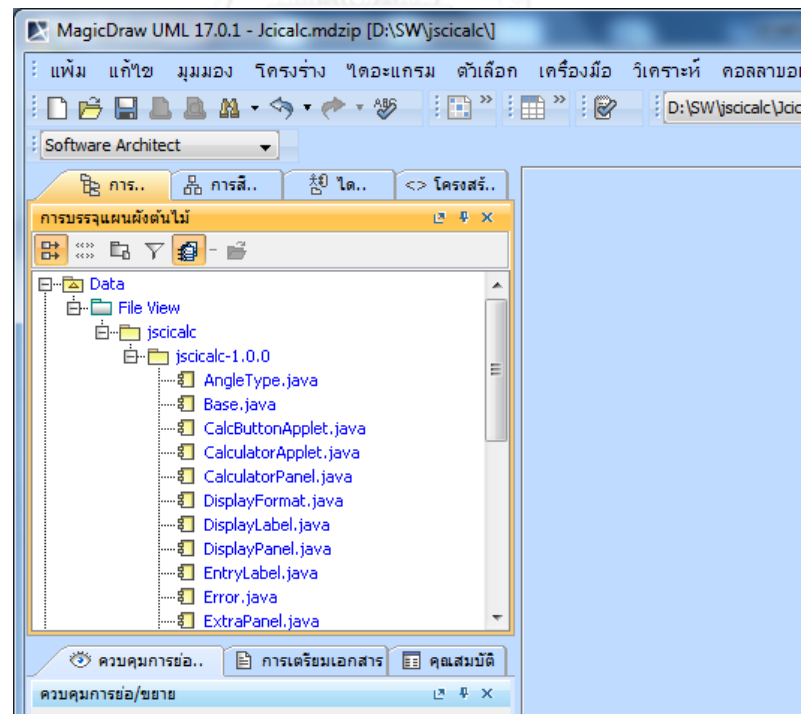 MagicDraw UML 17.0.1 - Jcicalc.mdzip [D:\SW\jscicalc\]
แฟ้ม แก้ไข มุมมอง โครงร่าง ไดอะแกรม ตัวเลือก เครื่องมือ วิเคราะห์ คอลลาบอเ
D:\SW\jscicalc\Jcic
Software Architect
การ.. การสื.. ได.. <> โครงสร้..
การบรรจุแผนผังต้นไม้
Data
File View
jscicalc
jscicalc-1.0.0
AngleType.java
Base.java
CalcButtonApplet.java
CalculatorApplet.java
CalculatorPanel.java
DisplayFormat.java
DisplayLabel.java
DisplayPanel.java
EntryLabel.java
Error.java
ExtraPanel.java
ควบคุมการย่อ.. การเตรียมเอกสาร คุณสมบัติ
ควบคุมการย่อ/ขยาย